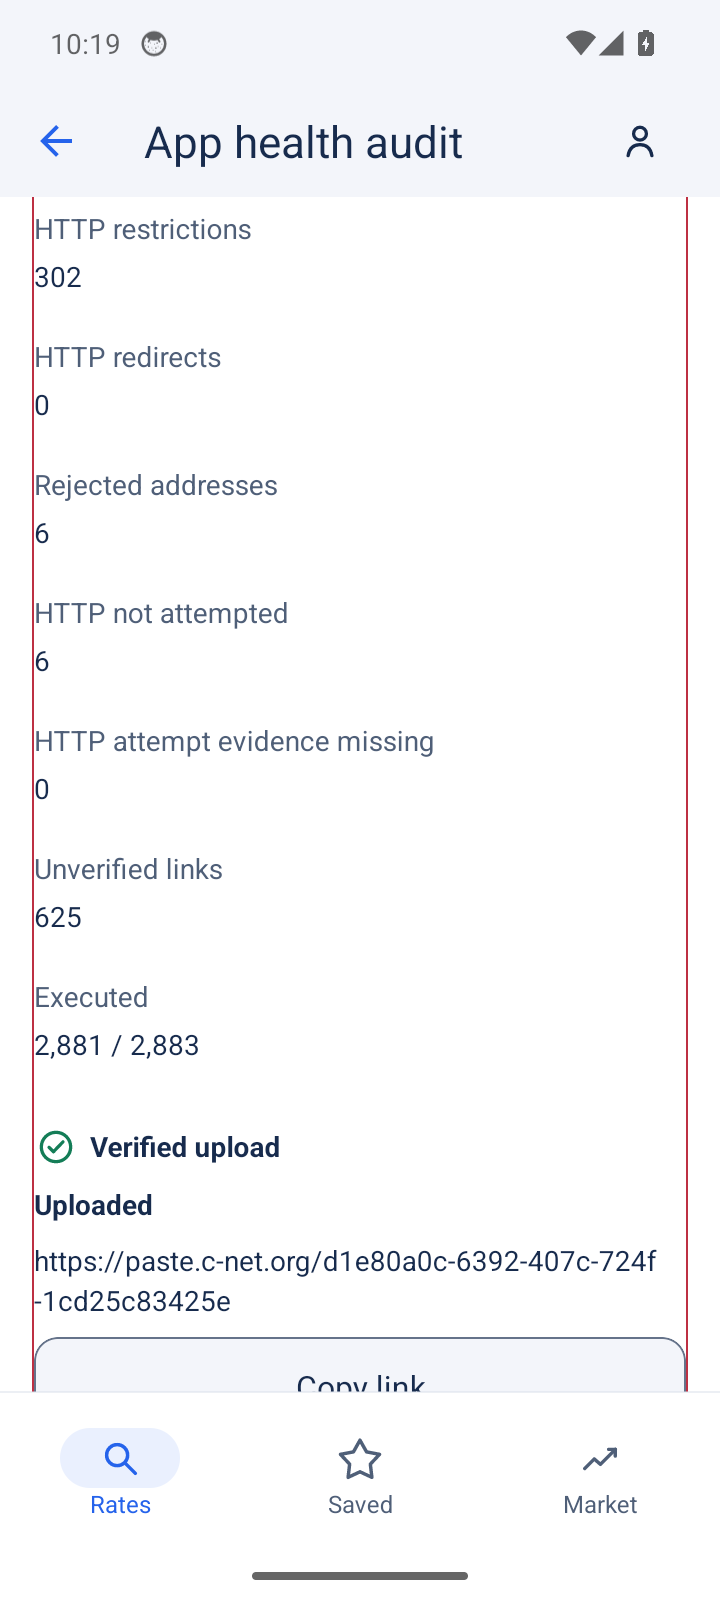 10:19
App health audit
HTTP restrictions
302
HTTP redirects
0
Rejected addresses
6
HTTP not attempted
6
HTTP attempt evidence missing
0
Unverified links
625
Executed
2,881 / 2,883
Verified upload
Uploaded
https://paste.c-net.org/d1e80a0c-6392-407c-724f
-1cd25c83425e
Copy link
Rates
Saved
Market